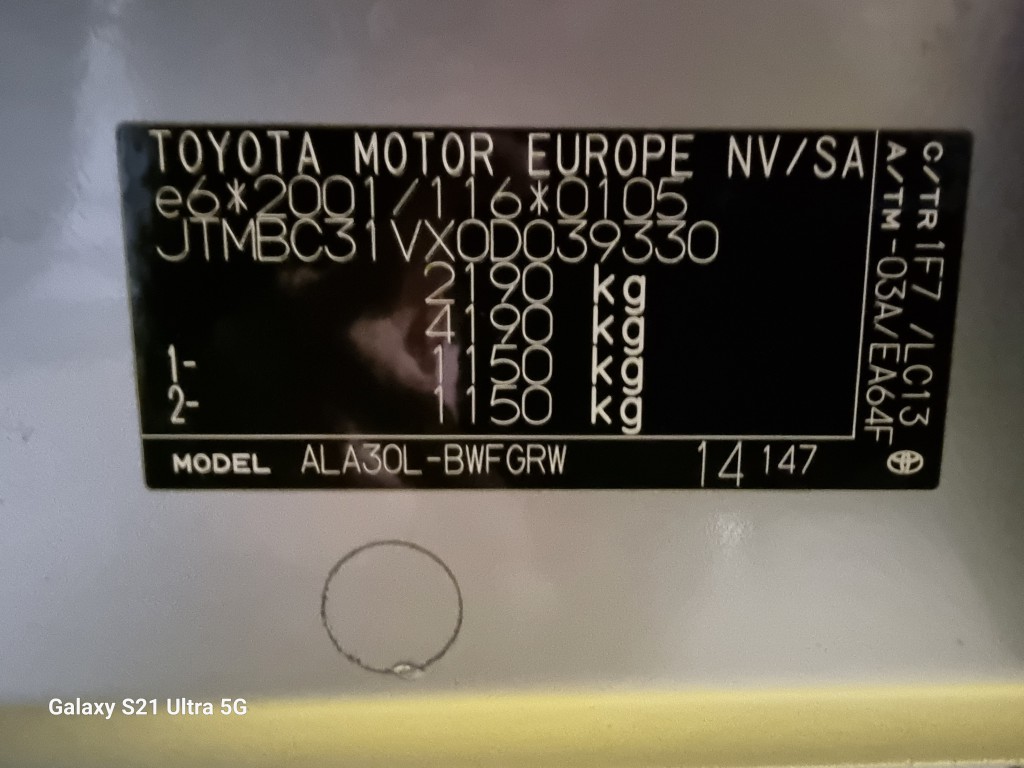 TOYOTA MOTOR EUROPE NV/SA
e6*2001/116*0105
JTMBC31VX0D039330
2190 kg
4190 kg
1- 1150 kg
2- 1150 kg
C/TR 1F7 /LC13
A/TM -03A/EA64F
MODEL ALA30L-BWFGRW 14 147
Galaxy S21 Ultra 5G